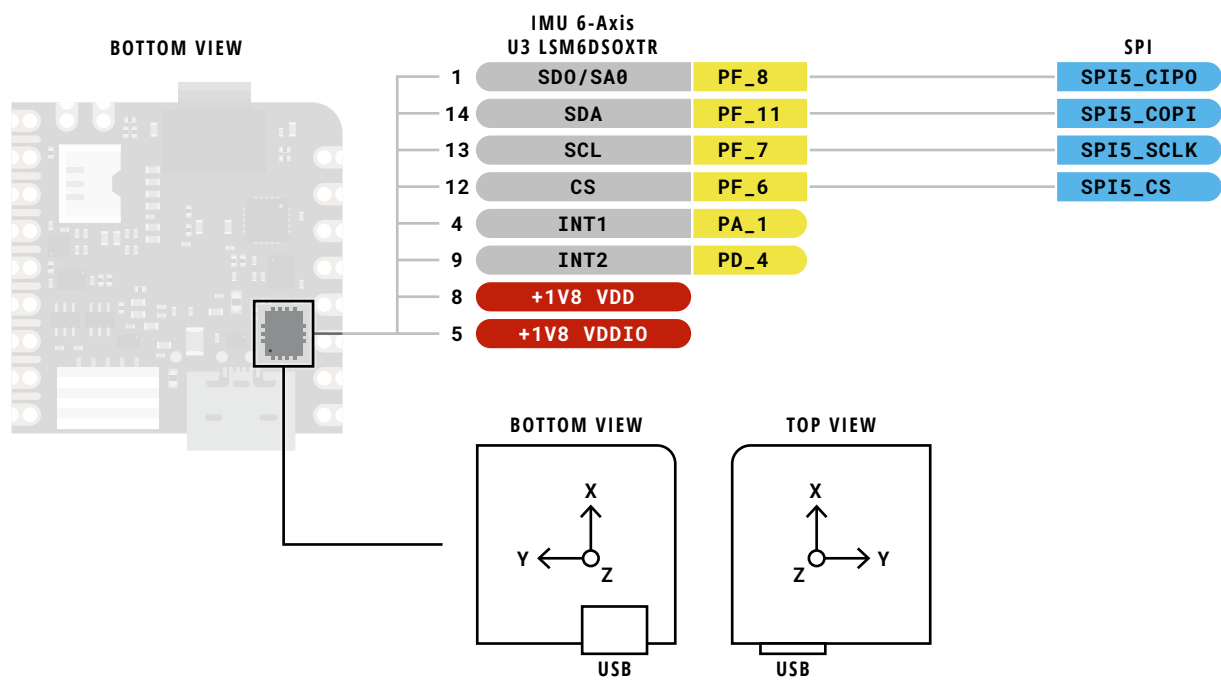 BOTTOM VIEW
IMU 6-Axis
U3 LSM6DSOXTR
SPI
1 SDO/SA0 PF_8 SPI5_CIPO
14 SDA PF_11 SPI5_COPI
13 SCL PF_7 SPI5_SCLK
12 CS PF_6 SPI5_CS
4 INT1 PA_1
9 INT2 PD_4
8 +1V8 VDD
5 +1V8 VDDIO
BOTTOM VIEW
X
Y
Z
USB
TOP VIEW
X
Z
Y
USB